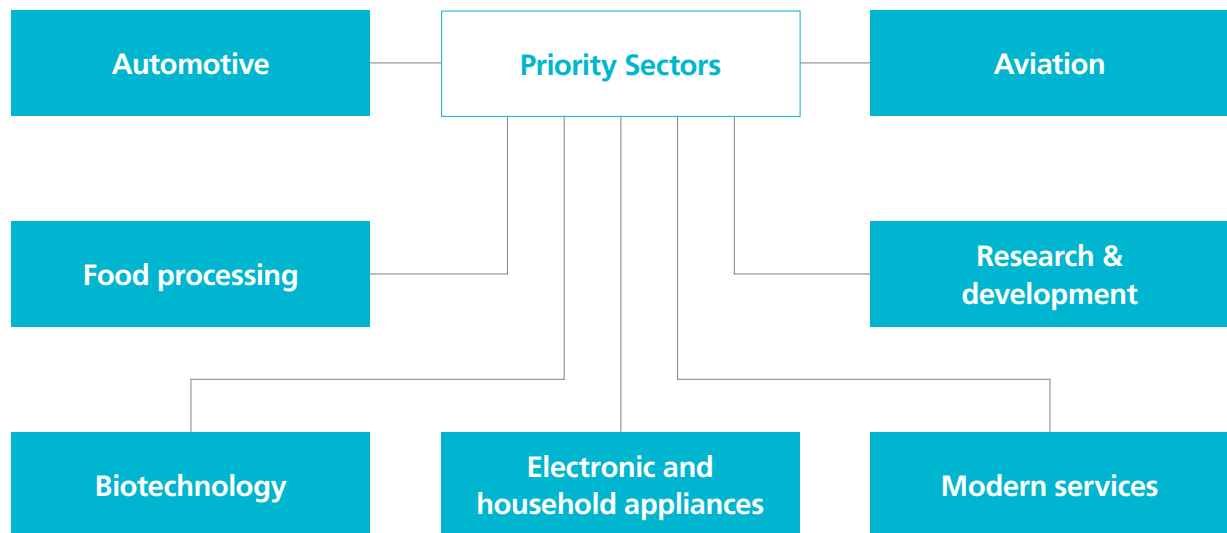 Automotive
Priority Sectors
Aviation
Food processing
Research &
development
Biotechnology
Electronic and
household appliances
Modern services